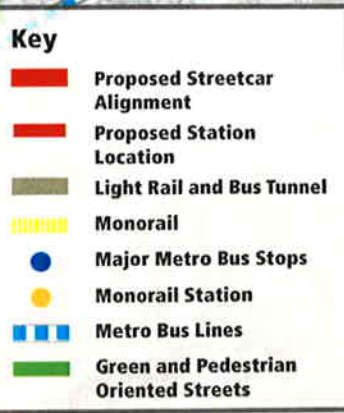 Key
Proposed Streetcar
Alignment
Proposed Station
Location
Light Rail and Bus Tunnel
Monorail
Major Metro Bus Stops
Monorail Station
Metro Bus Lines
Green and Pedestrian
Oriented Streets